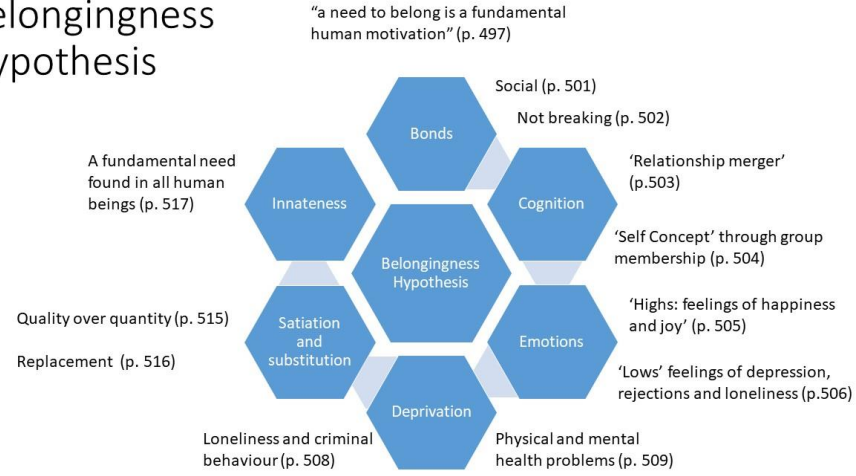 elongingness
ypothesis
“a need to belong is a fundamental
human motivation” (p. 497)
Bonds
Social (p. 501)
Not breaking (p. 502)
Cognition
‘Relationship merger’
(p.503)
‘Self Concept’ through group
membership (p. 504)
Emotions
‘Highs: feelings of happiness
and joy’ (p. 505)
‘Lows’ feelings of depression,
rejections and loneliness (p.506)
Deprivation
Physical and mental
health problems (p. 509)
Loneliness and criminal
behaviour (p. 508)
Satiation
and
substitution
Quality over quantity (p. 515)
Replacement (p. 516)
Innateness
A fundamental need
found in all human
beings (p. 517)
Belongingness
Hypothesis